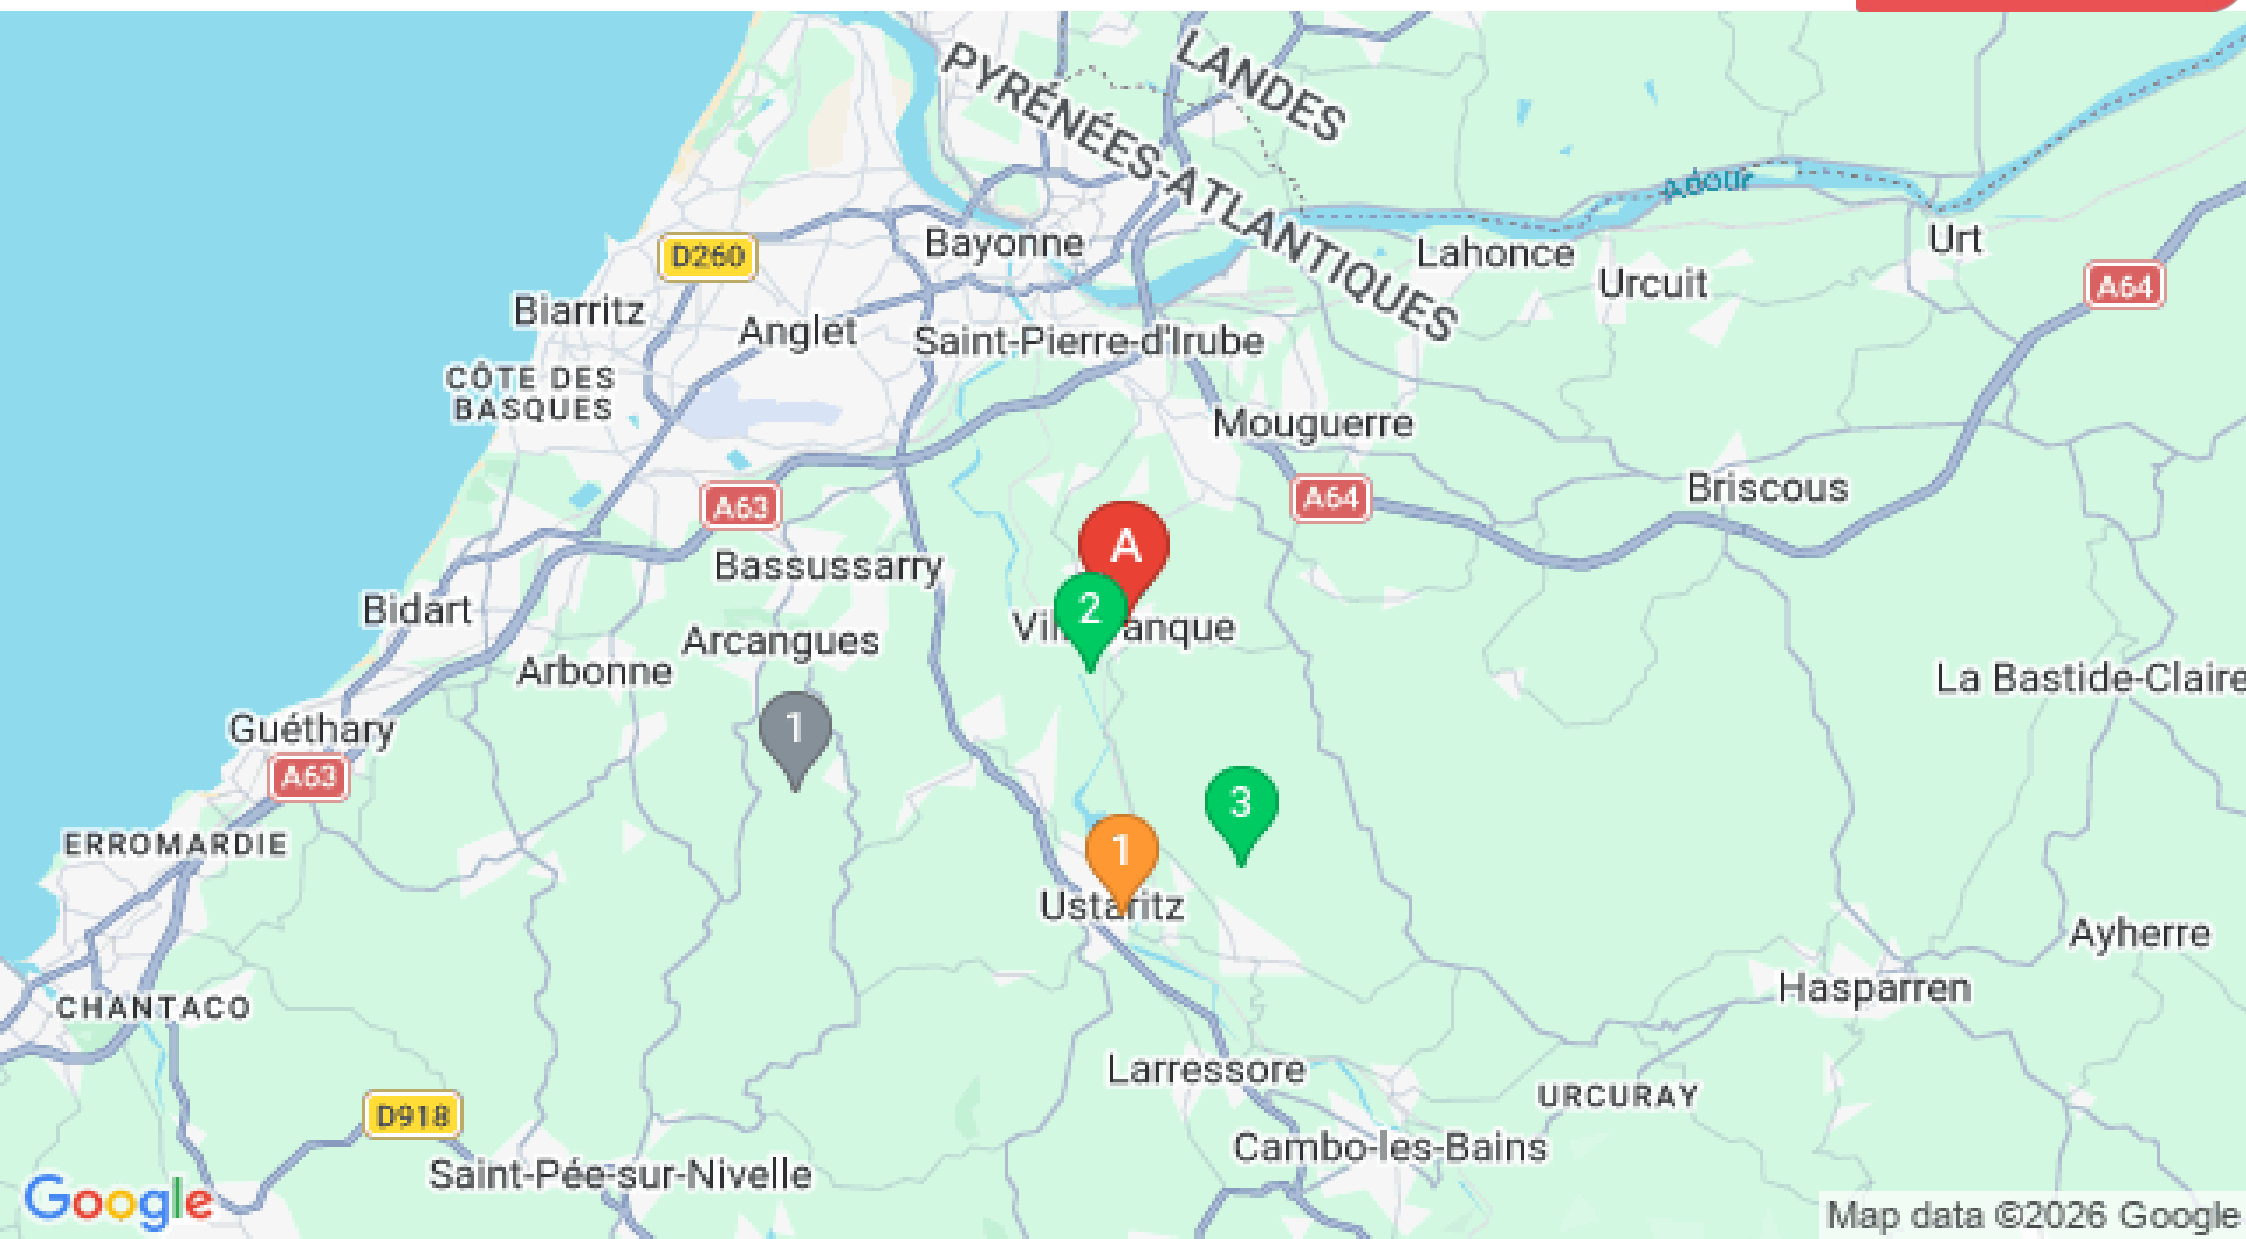 LANDES
PYRÉNÉES-ATLANTIQUES
Adour
Bayonne
Lahonce
Urt
D260
Urcuit
A64
Biarritz
Anglet
Saint-Pierre-d'Irube
CÔTE DES
BASQUES
Mouguerre
A63
A64
Briscous
A
Bassussarry
2
Bidart
Arcangues
Arbonne
La Bastide-Claire
Guéthary
1
A63
3
ERROMARDIE
1
Ustaritz
Ayherre
Hasparren
CHANTACO
Larressore
URCURAY
D918
Cambo-les-Bains
Saint-Pée-sur-Nivelle
Google
Map data ©2026 Google